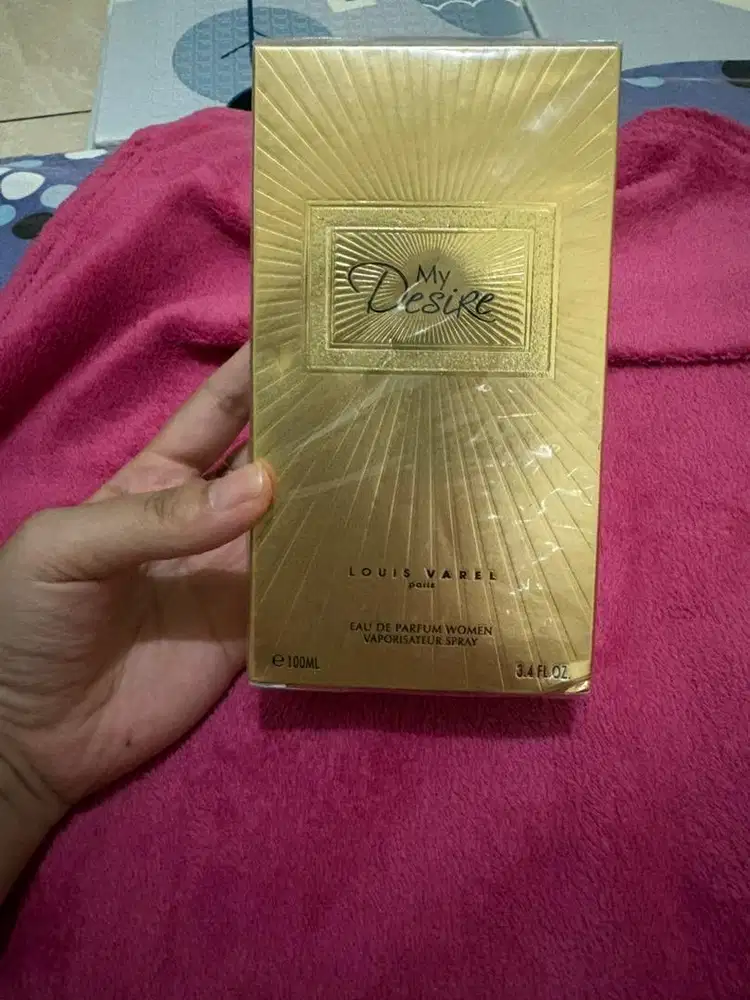 My
Desire
LOUIS VAREL
paris
EAU DE PARFUM WOMEN
VAPORISATEUR SPRAY
℮ 100ML
3.4 FL.OZ.